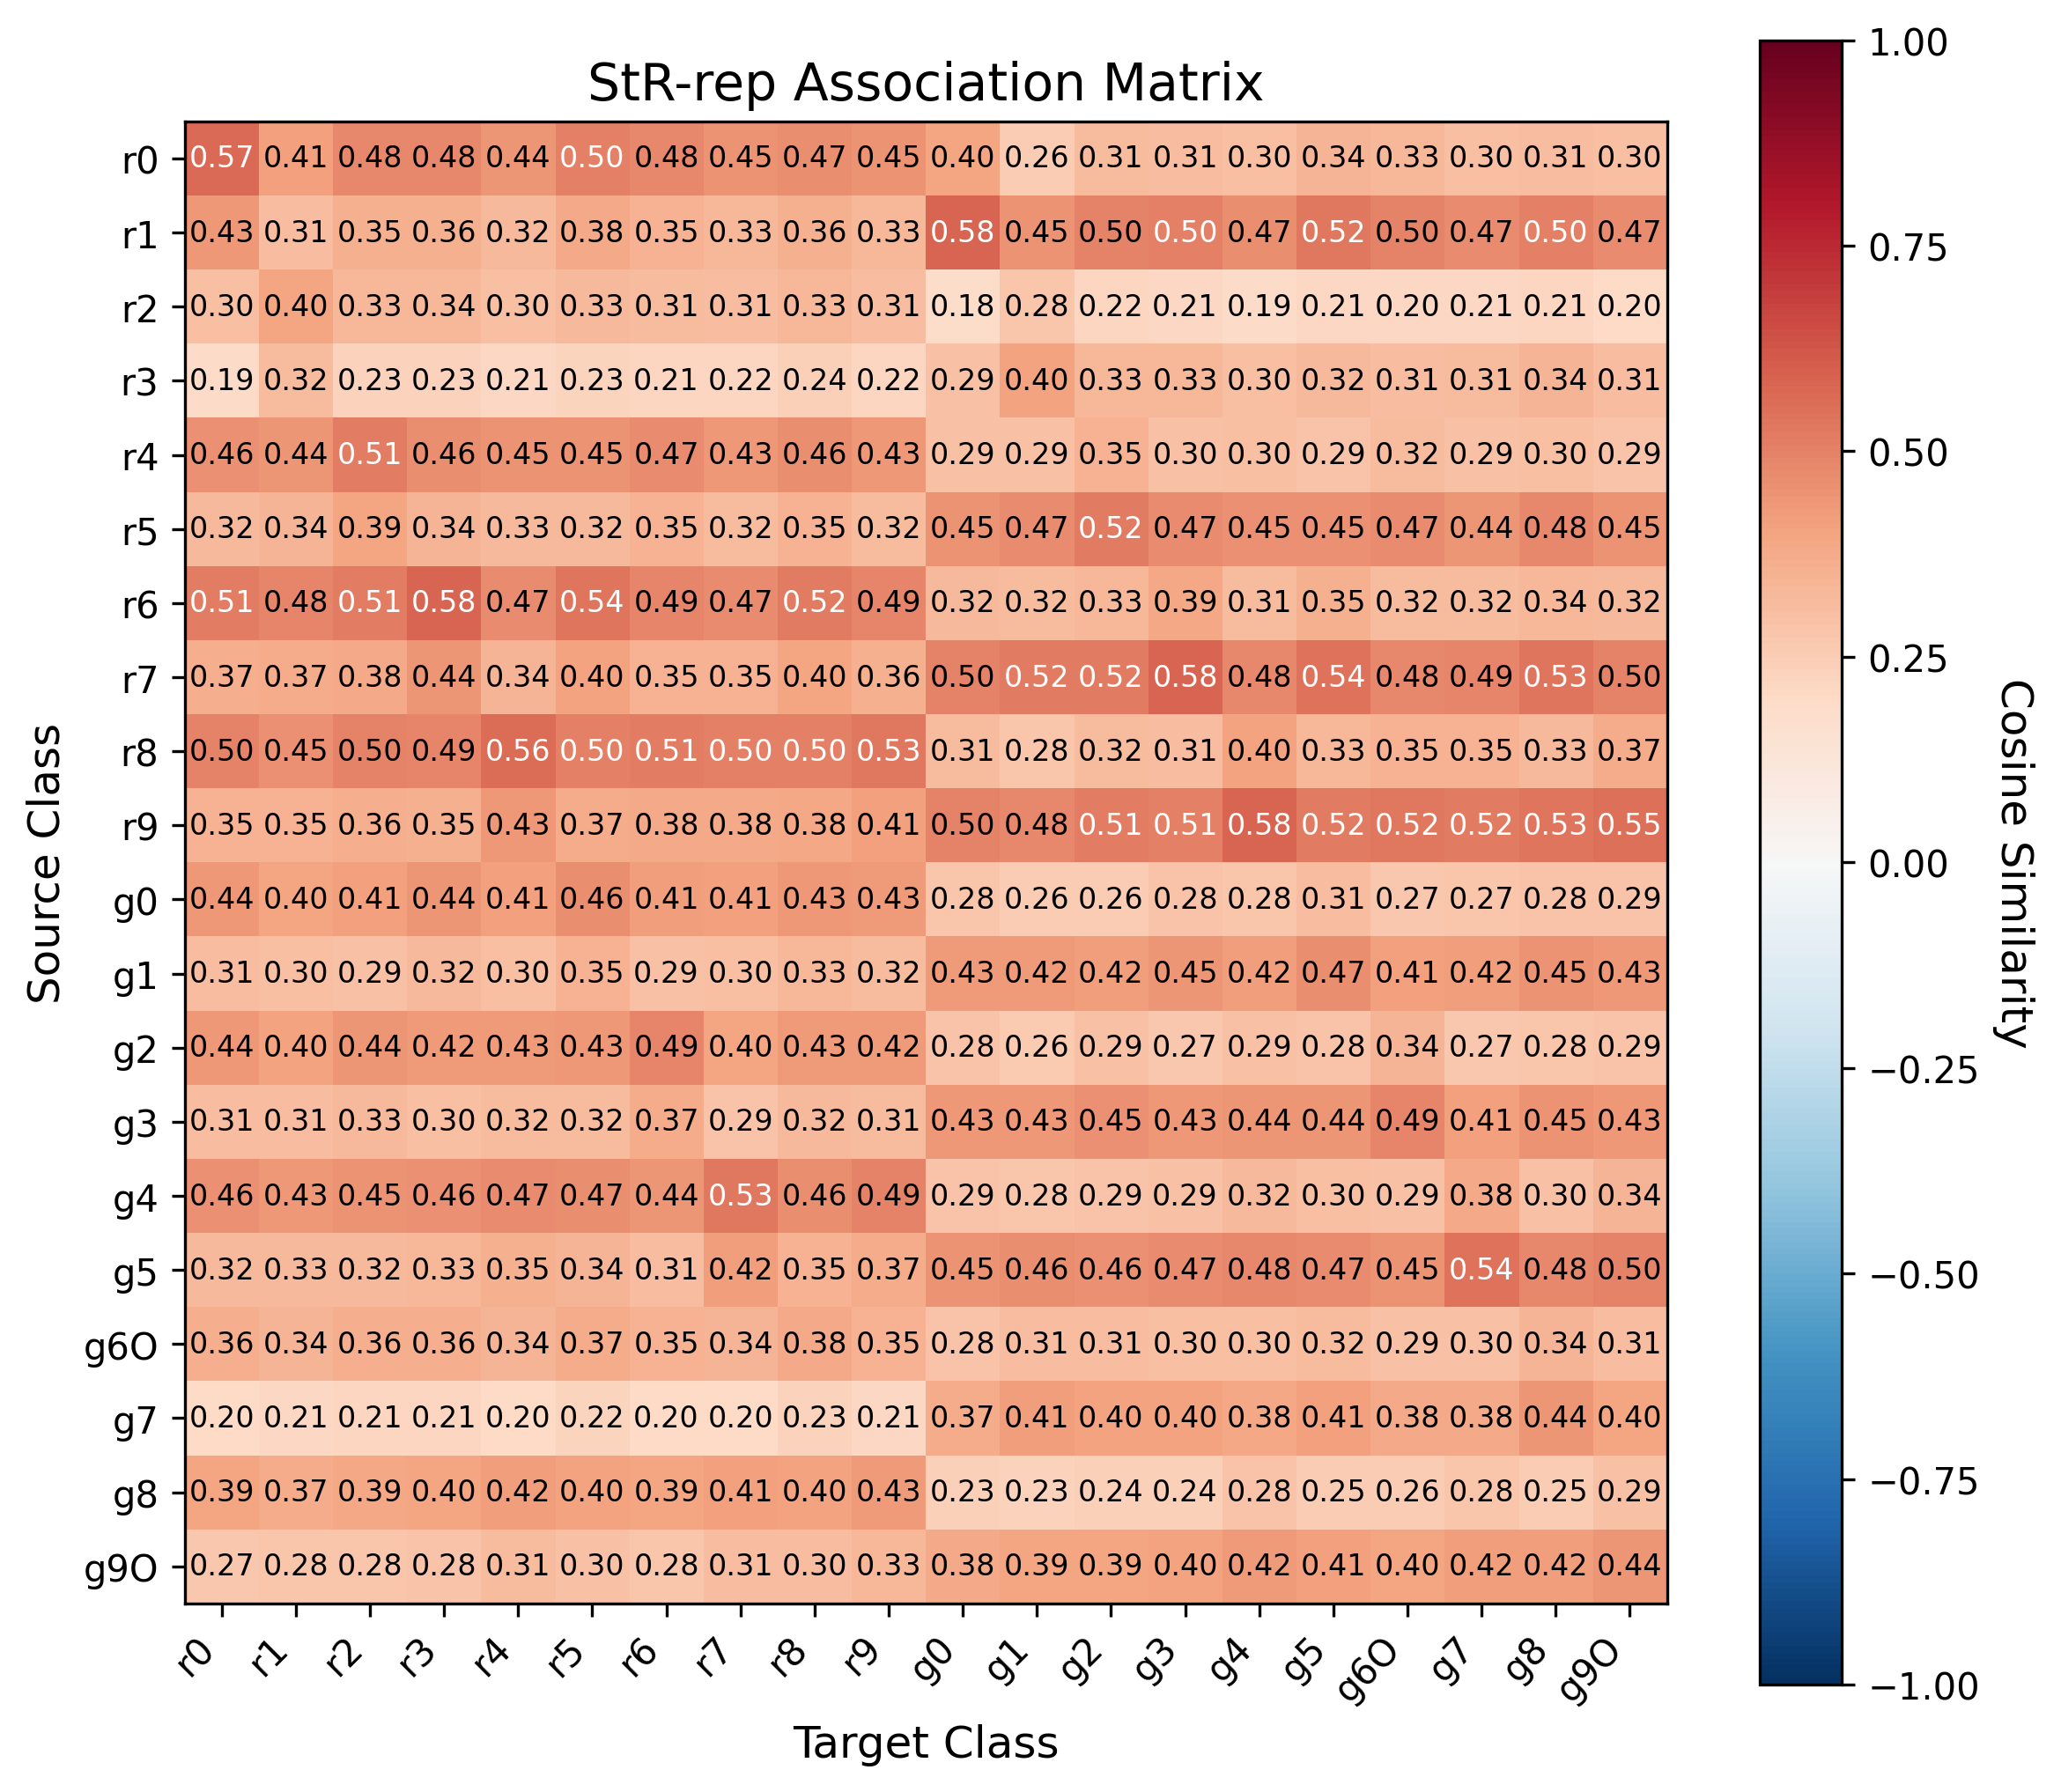 StR-rep Association Matrix
r0 0.57 0.41 0.48 0.48 0.44 0.50 0.48 0.45 0.47 0.45 0.40 0.26 0.31 0.31 0.30 0.34 0.33 0.30 0.31 0.30
r1 0.43 0.31 0.35 0.36 0.32 0.38 0.35 0.33 0.36 0.33 0.58 0.45 0.50 0.50 0.47 0.52 0.50 0.47 0.50 0.47
r2 0.30 0.40 0.33 0.34 0.30 0.33 0.31 0.31 0.33 0.31 0.18 0.28 0.22 0.21 0.19 0.21 0.20 0.21 0.21 0.20
r3 0.19 0.32 0.23 0.23 0.21 0.23 0.21 0.22 0.24 0.22 0.29 0.40 0.33 0.33 0.30 0.32 0.31 0.31 0.34 0.31
r4 0.46 0.44 0.51 0.46 0.45 0.45 0.47 0.43 0.46 0.43 0.29 0.29 0.35 0.30 0.30 0.29 0.32 0.29 0.30 0.29
r5 0.32 0.34 0.39 0.34 0.33 0.32 0.35 0.32 0.35 0.32 0.45 0.47 0.52 0.47 0.45 0.45 0.47 0.44 0.48 0.45
r6 0.51 0.48 0.51 0.58 0.47 0.54 0.49 0.47 0.52 0.49 0.32 0.32 0.33 0.39 0.31 0.35 0.32 0.32 0.34 0.32
r7 0.37 0.37 0.38 0.44 0.34 0.40 0.35 0.35 0.40 0.36 0.50 0.52 0.52 0.58 0.48 0.54 0.48 0.49 0.53 0.50
r8 0.50 0.45 0.50 0.49 0.56 0.50 0.51 0.50 0.50 0.53 0.31 0.28 0.32 0.31 0.40 0.33 0.35 0.35 0.33 0.37
r9 0.35 0.35 0.36 0.35 0.43 0.37 0.38 0.38 0.38 0.41 0.50 0.48 0.51 0.51 0.58 0.52 0.52 0.52 0.53 0.55
g0 0.44 0.40 0.41 0.44 0.41 0.46 0.41 0.41 0.43 0.43 0.28 0.26 0.26 0.28 0.28 0.31 0.27 0.27 0.28 0.29
g1 0.31 0.30 0.29 0.32 0.30 0.35 0.29 0.30 0.33 0.32 0.43 0.42 0.42 0.45 0.42 0.47 0.41 0.42 0.45 0.43
g2 0.44 0.40 0.44 0.42 0.43 0.43 0.49 0.40 0.43 0.42 0.28 0.26 0.29 0.27 0.29 0.28 0.34 0.27 0.28 0.29
g3 0.31 0.31 0.33 0.30 0.32 0.32 0.37 0.29 0.32 0.31 0.43 0.43 0.45 0.43 0.44 0.44 0.49 0.41 0.45 0.43
g4 0.46 0.43 0.45 0.46 0.47 0.47 0.44 0.53 0.46 0.49 0.29 0.28 0.29 0.29 0.32 0.30 0.29 0.38 0.30 0.34
g5 0.32 0.33 0.32 0.33 0.35 0.34 0.31 0.42 0.35 0.37 0.45 0.46 0.46 0.47 0.48 0.47 0.45 0.54 0.48 0.50
g6O 0.36 0.34 0.36 0.36 0.34 0.37 0.35 0.34 0.38 0.35 0.28 0.31 0.31 0.30 0.30 0.32 0.29 0.30 0.34 0.31
g7 0.20 0.21 0.21 0.21 0.20 0.22 0.20 0.20 0.23 0.21 0.37 0.41 0.40 0.40 0.38 0.41 0.38 0.38 0.44 0.40
g8 0.39 0.37 0.39 0.40 0.42 0.40 0.39 0.41 0.40 0.43 0.23 0.23 0.24 0.24 0.28 0.25 0.26 0.28 0.25 0.29
g9O 0.27 0.28 0.28 0.28 0.31 0.30 0.28 0.31 0.30 0.33 0.38 0.39 0.39 0.40 0.42 0.41 0.40 0.42 0.42 0.44
r0 r1 r2 r3 r4 r5 r6 r7 r8 r9 g0 g1 g2 g3 g4 g5 g6O g7 g8 g9O
Target Class
Source Class
1.00
0.75
0.50
0.25
0.00
−0.25
−0.50
−0.75
−1.00
Cosine Similarity